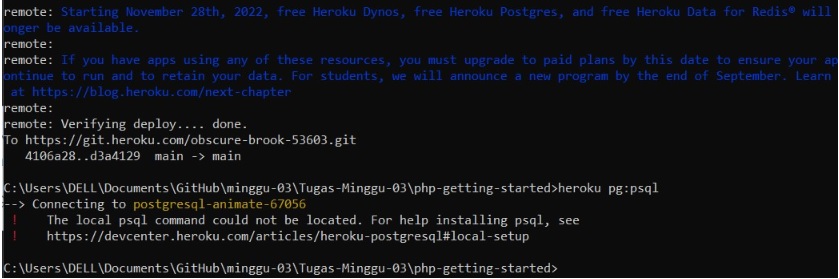 remote: Starting November 28th, 2022, free Heroku Dynos, free Heroku Postgres, and free Heroku Data for Redis® will
onger be available.
remote:
remote: If you have apps using any of these resources, you must upgrade to paid plans by this date to ensure your ap
ontinue to run and to retain your data. For students, we will announce a new program by the end of September. Learn
 at https://blog.heroku.com/next-chapter
remote:
remote: Verifying deploy.... done.
To https://git.heroku.com/obscure-brook-53603.git
   4106a28..d3a4129  main -> main
C:\Users\DELL\Documents\GitHub\minggu-03\Tugas-Minggu-03\php-getting-started>heroku pg:psql
--> Connecting to postgresql-animate-67056
 !    The local psql command could not be located. For help installing psql, see
 !    https://devcenter.heroku.com/articles/heroku-postgresql#local-setup
C:\Users\DELL\Documents\GitHub\minggu-03\Tugas-Minggu-03\php-getting-started>